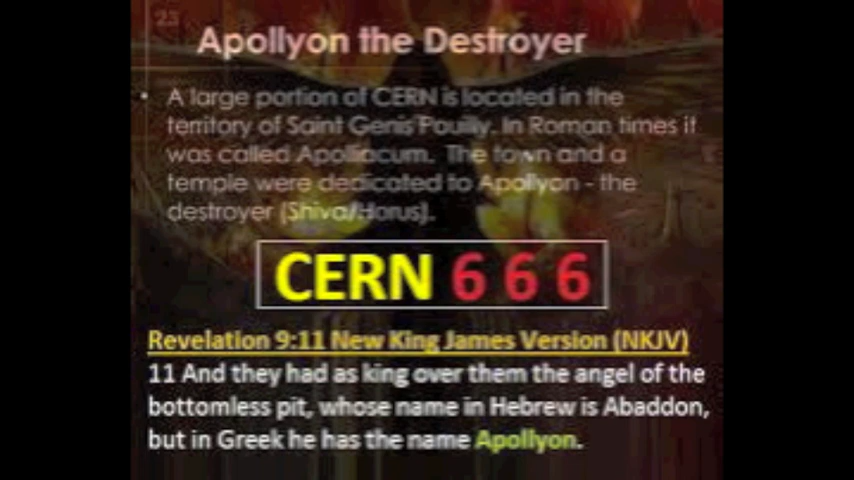 23
Apollyon the Destroyer
• A large portion of CERN is located in the
territory of Saint Genis Pouilly. In Roman times it
was called Apolliacum. The town and a
temple were dedicated to Apollyon - the
destroyer (Shiva/Horus).
CERN 6 6 6
Revelation 9:11 New King James Version (NKJV)
11 And they had as king over them the angel of the
bottomless pit, whose name in Hebrew is Abaddon,
but in Greek he has the name Apollyon.